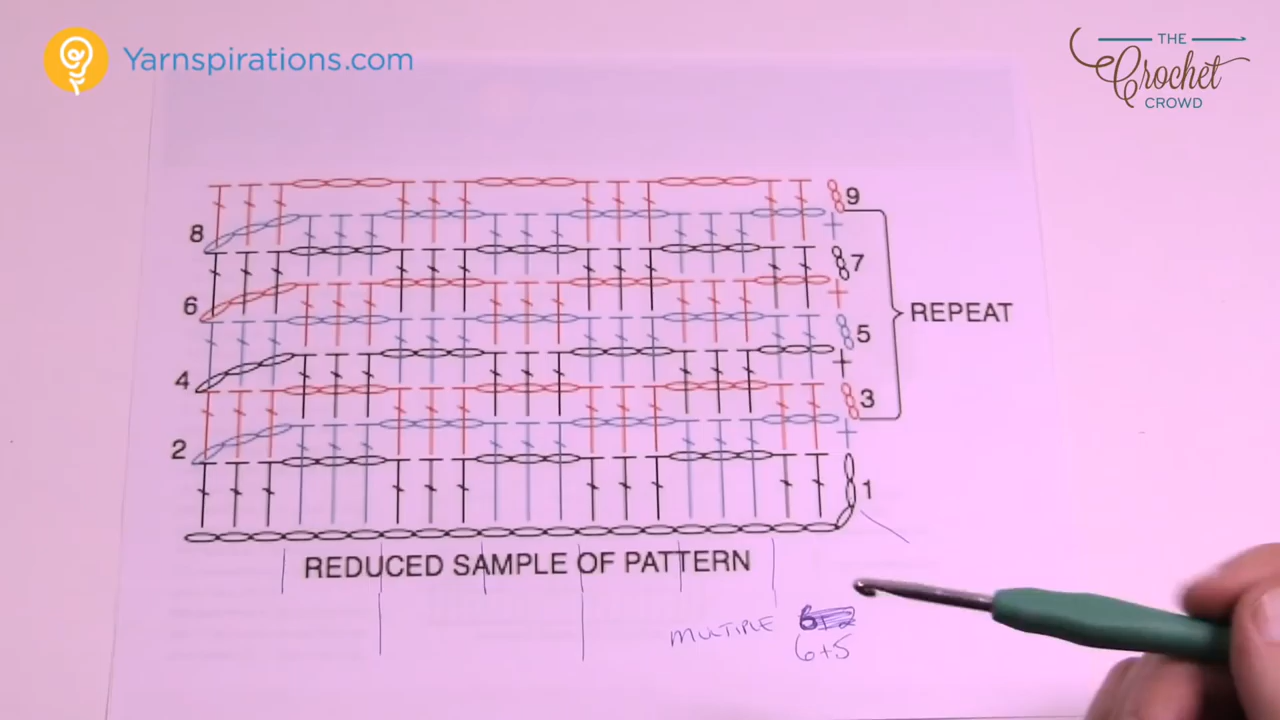 Yarnspirations.com
THE
Crochet
CROWD
9
8
7
REPEAT
6
5
4
3
2
1
REDUCED SAMPLE OF PATTERN
MULTIPLE
6+5